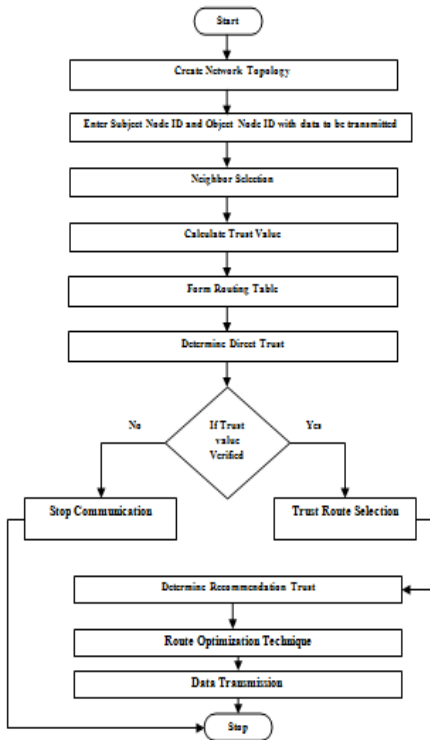 Start
Create Network Topology
Enter Subject Node ID and Object Node ID with data to be transmitted
Neighbor Selection
Calculate Trust Value
Form Routing Table
Determine Direct Trust
No
If Trust
value
Verified
Yes
Stop Communication
Trust Route Selection
Determine Recommendation Trust
Route Optimization Technique
Data Transmission
Stop